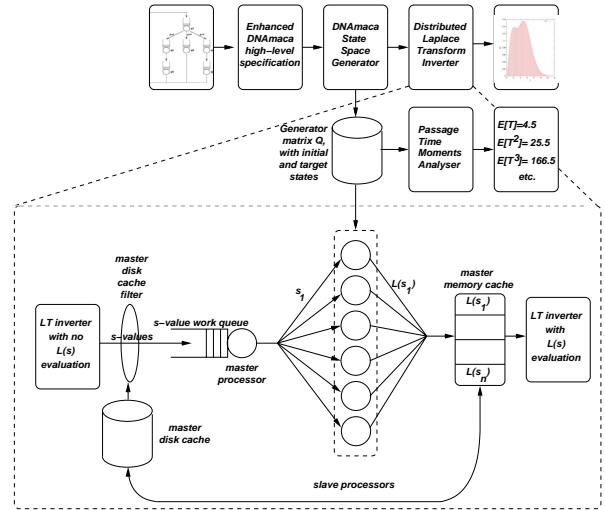 Enhanced
DNAmaca
high-level
specification
DNAmaca
State
Space
Generator
Distributed
Laplace
Transform
Inverter
Generator
matrix Q,
with initial
and target
states
Passage
Time
Moments
Analyser
E[T]=4.5
E[T²]= 25.5
E[T³]= 166.5
etc.
master
disk
cache
filter
LT inverter
with no
L(s)
evaluation
s-values
s-value work queue
master
processor
s₁
L(s₁)
master
memory cache
L(s₁)
L(sₙ)
LT inverter
with
L(s)
evaluation
master
disk cache
slave processors